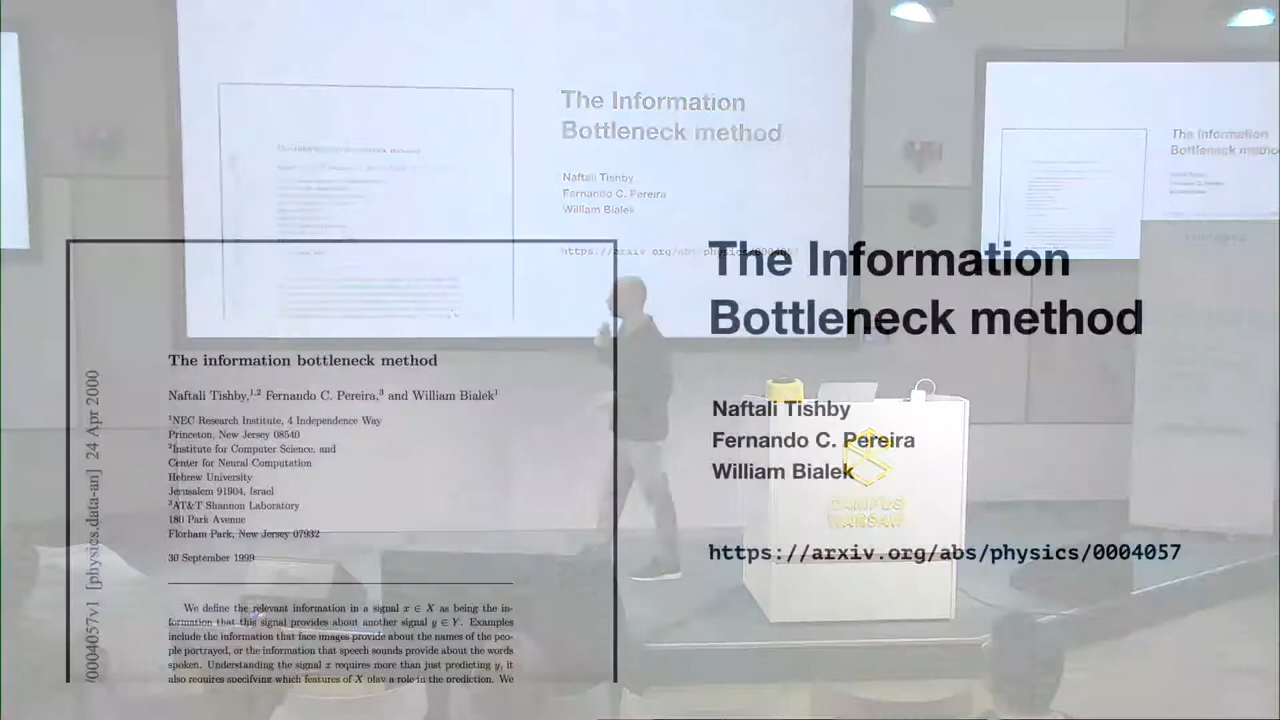 The Information
Bottleneck method
Naftali Tishby
Fernando C. Pereira
William Bialek
https://arxiv.org/abs/physics/0004057
The Information
Bottleneck method
The Information
Bottleneck method
Naftali Tishby
Fernando C. Pereira
William Bialek
https://arxiv.org/abs/physics/0004057
CAMPUS
WARSAW
/0004057v1 [physics.data-an] 24 Apr 2000
The information bottleneck method
Naftali Tishby,1,2 Fernando C. Pereira,3 and William Bialek1
1NEC Research Institute, 4 Independence Way
Princeton, New Jersey 08540
2Institute for Computer Science, and
Center for Neural Computation
Hebrew University
Jerusalem 91904, Israel
3AT&T Shannon Laboratory
180 Park Avenue
Florham Park, New Jersey 07932
30 September 1999
We define the relevant information in a signal x ∈ X as being the in-
formation that this signal provides about another signal y ∈ Y. Examples
include the information that face images provide about the names of the peo-
ple portrayed, or the information that speech sounds provide about the words
spoken. Understanding the signal x requires more than just predicting y, it
also requires specifying which features of X play a role in the prediction. We